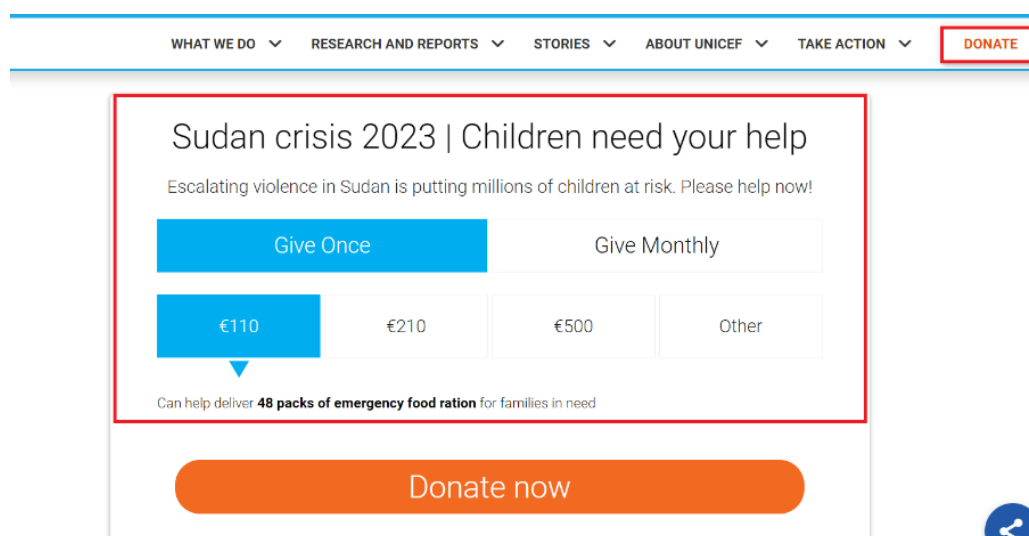 WHAT WE DO RESEARCH AND REPORTS STORIES ABOUT UNICEF TAKE ACTION DONATE
Sudan crisis 2023 | Children need your help
Escalating violence in Sudan is putting millions of children at risk. Please help now!
Give Once Give Monthly
€110 €210 €500 Other
Can help deliver 48 packs of emergency food ration for families in need
Donate now